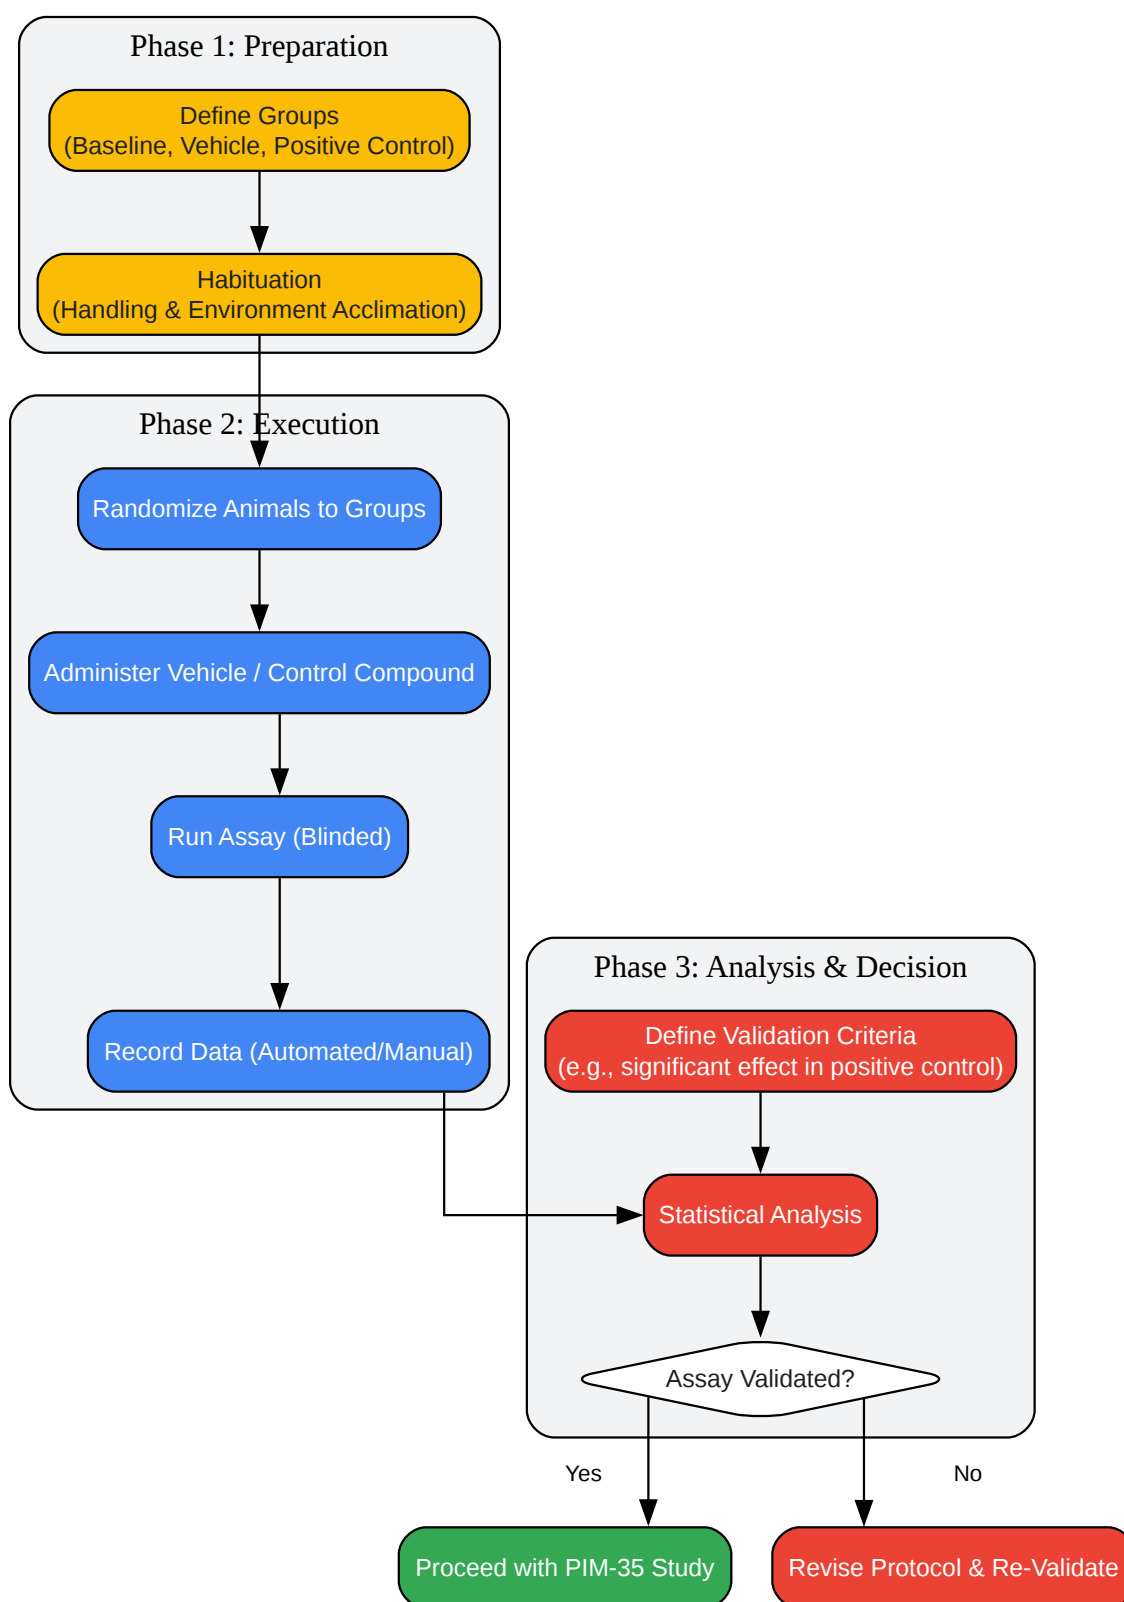 Phase 1: Preparation
Define Groups
(Baseline, Vehicle, Positive Control)
Habituation
(Handling & Environment Acclimation)
Phase 2: Execution
Randomize Animals to Groups
Administer Vehicle / Control Compound
Run Assay (Blinded)
Record Data (Automated/Manual)
Phase 3: Analysis & Decision
Define Validation Criteria
(e.g., significant effect in positive control)
Statistical Analysis
Assay Validated?
Yes
No
Proceed with PIM-35 Study
Revise Protocol & Re-Validate